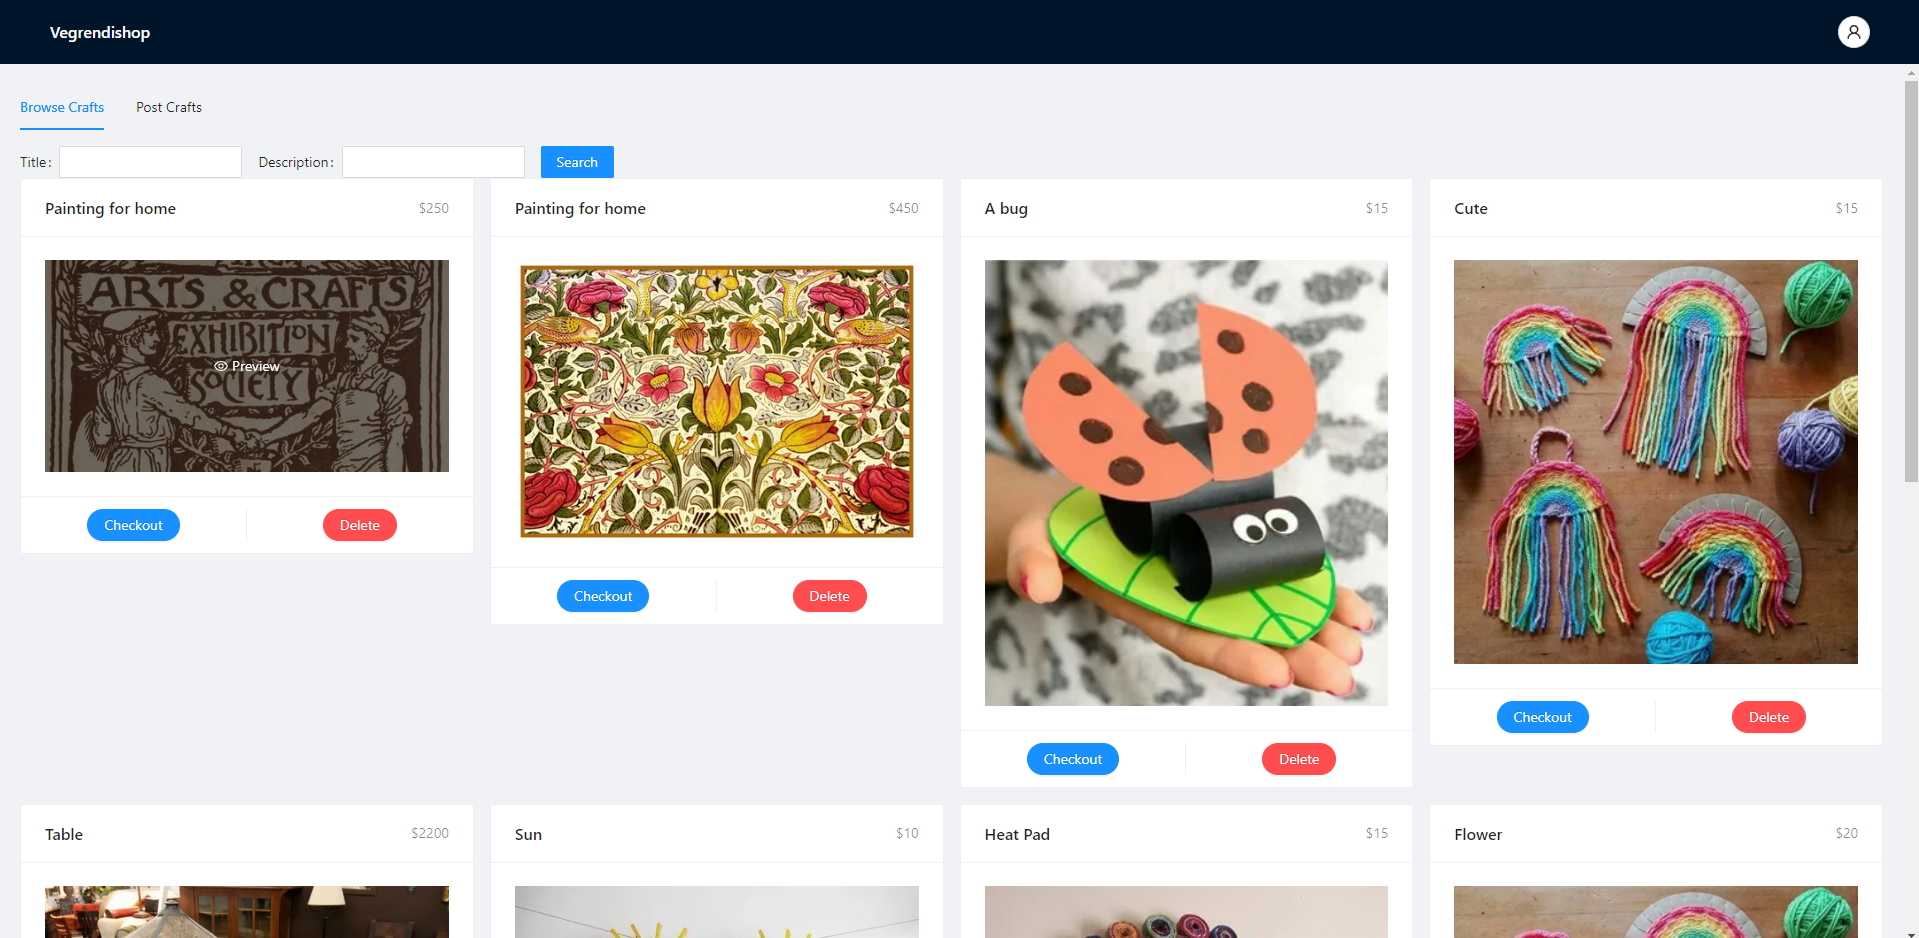 Vegrendishop
Browse Crafts Post Crafts
Title: Description: Search
Painting for home $250
ARTS & CRAFTS
EXHIBITION
SOCIETY
Preview
Checkout Delete
Painting for home $450
Checkout Delete
A bug $15
Checkout Delete
Cute $15
Checkout Delete
Table $2200
Sun $10
Heat Pad $15
Flower $20